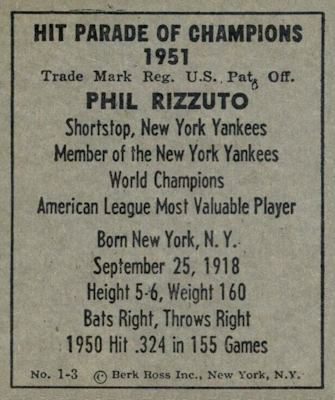 HIT PARADE OF CHAMPIONS
1951
Trade Mark Reg. U.S. Pat. Off.
PHIL RIZZUTO
Shortstop, New York Yankees
Member of the New York Yankees
World Champions
American League Most Valuable Player
Born New York, N. Y.
September 25, 1918
Height 5-6, Weight 160
Bats Right, Throws Right
1950 Hit .324 in 155 Games
No. 1-3 © Berk Ross Inc., New York, N.Y.